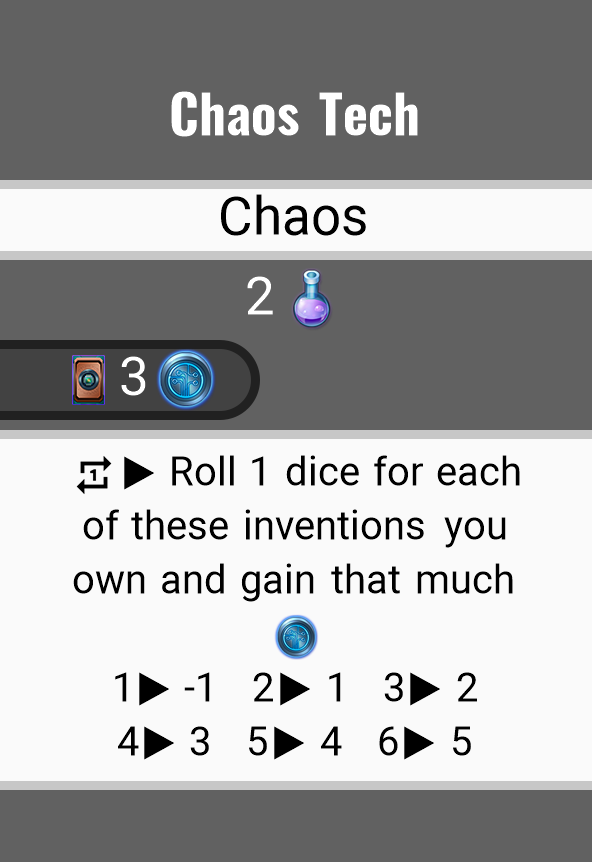 Chaos Tech
Chaos
2
3
1 ▶ Roll 1 dice for each
of these inventions you
own and gain that much
1▶ -1 2▶ 1 3▶ 2
4▶ 3 5▶ 4 6▶ 5